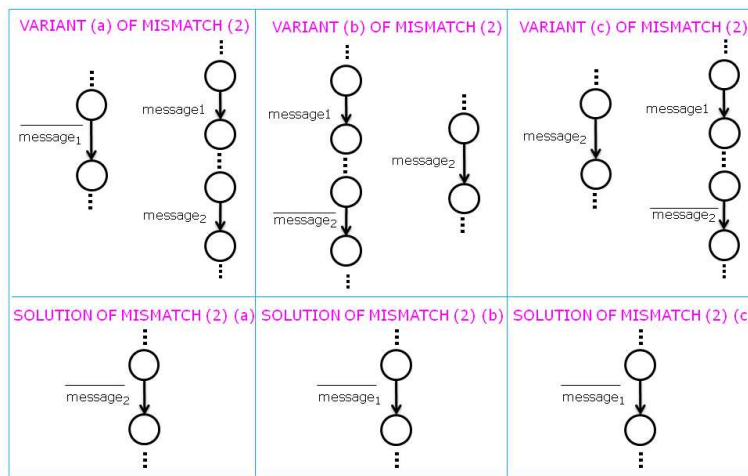 VARIANT (a) OF MISMATCH (2)
message₁
message1
message₂
VARIANT (b) OF MISMATCH (2)
message1
message₂
message₂
VARIANT (c) OF MISMATCH (2)
message₂
message1
message₂
SOLUTION OF MISMATCH (2) (a)
message₂
SOLUTION OF MISMATCH (2) (b)
message₁
SOLUTION OF MISMATCH (2) (c
message₁